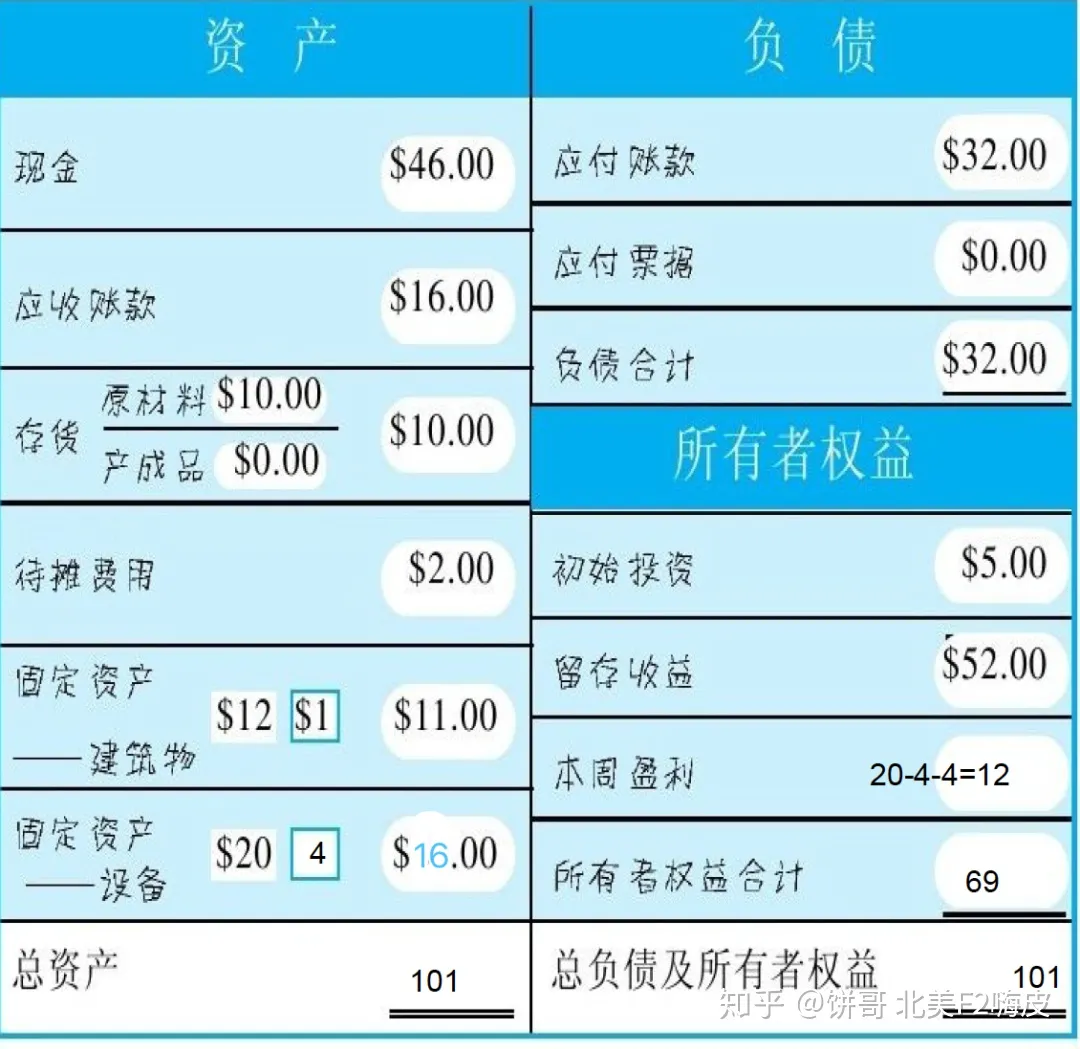 资 产
现金 $46.00
应收账款 $16.00
存货 原材料 $10.00 $10.00
产成品 $0.00
待摊费用 $2.00
固定资产
——建筑物 $12 $1 $11.00
固定资产
——设备 $20 4 $16.00
总资产 101
负 债
应付账款 $32.00
应付票据 $0.00
负债合计 $32.00
所有者权益
初始投资 $5.00
留存收益 $52.00
本周盈利 20-4-4=12
所有者权益合计 69
总负债及所有者权益 101
知乎 @饼哥 北美F2嗨皮